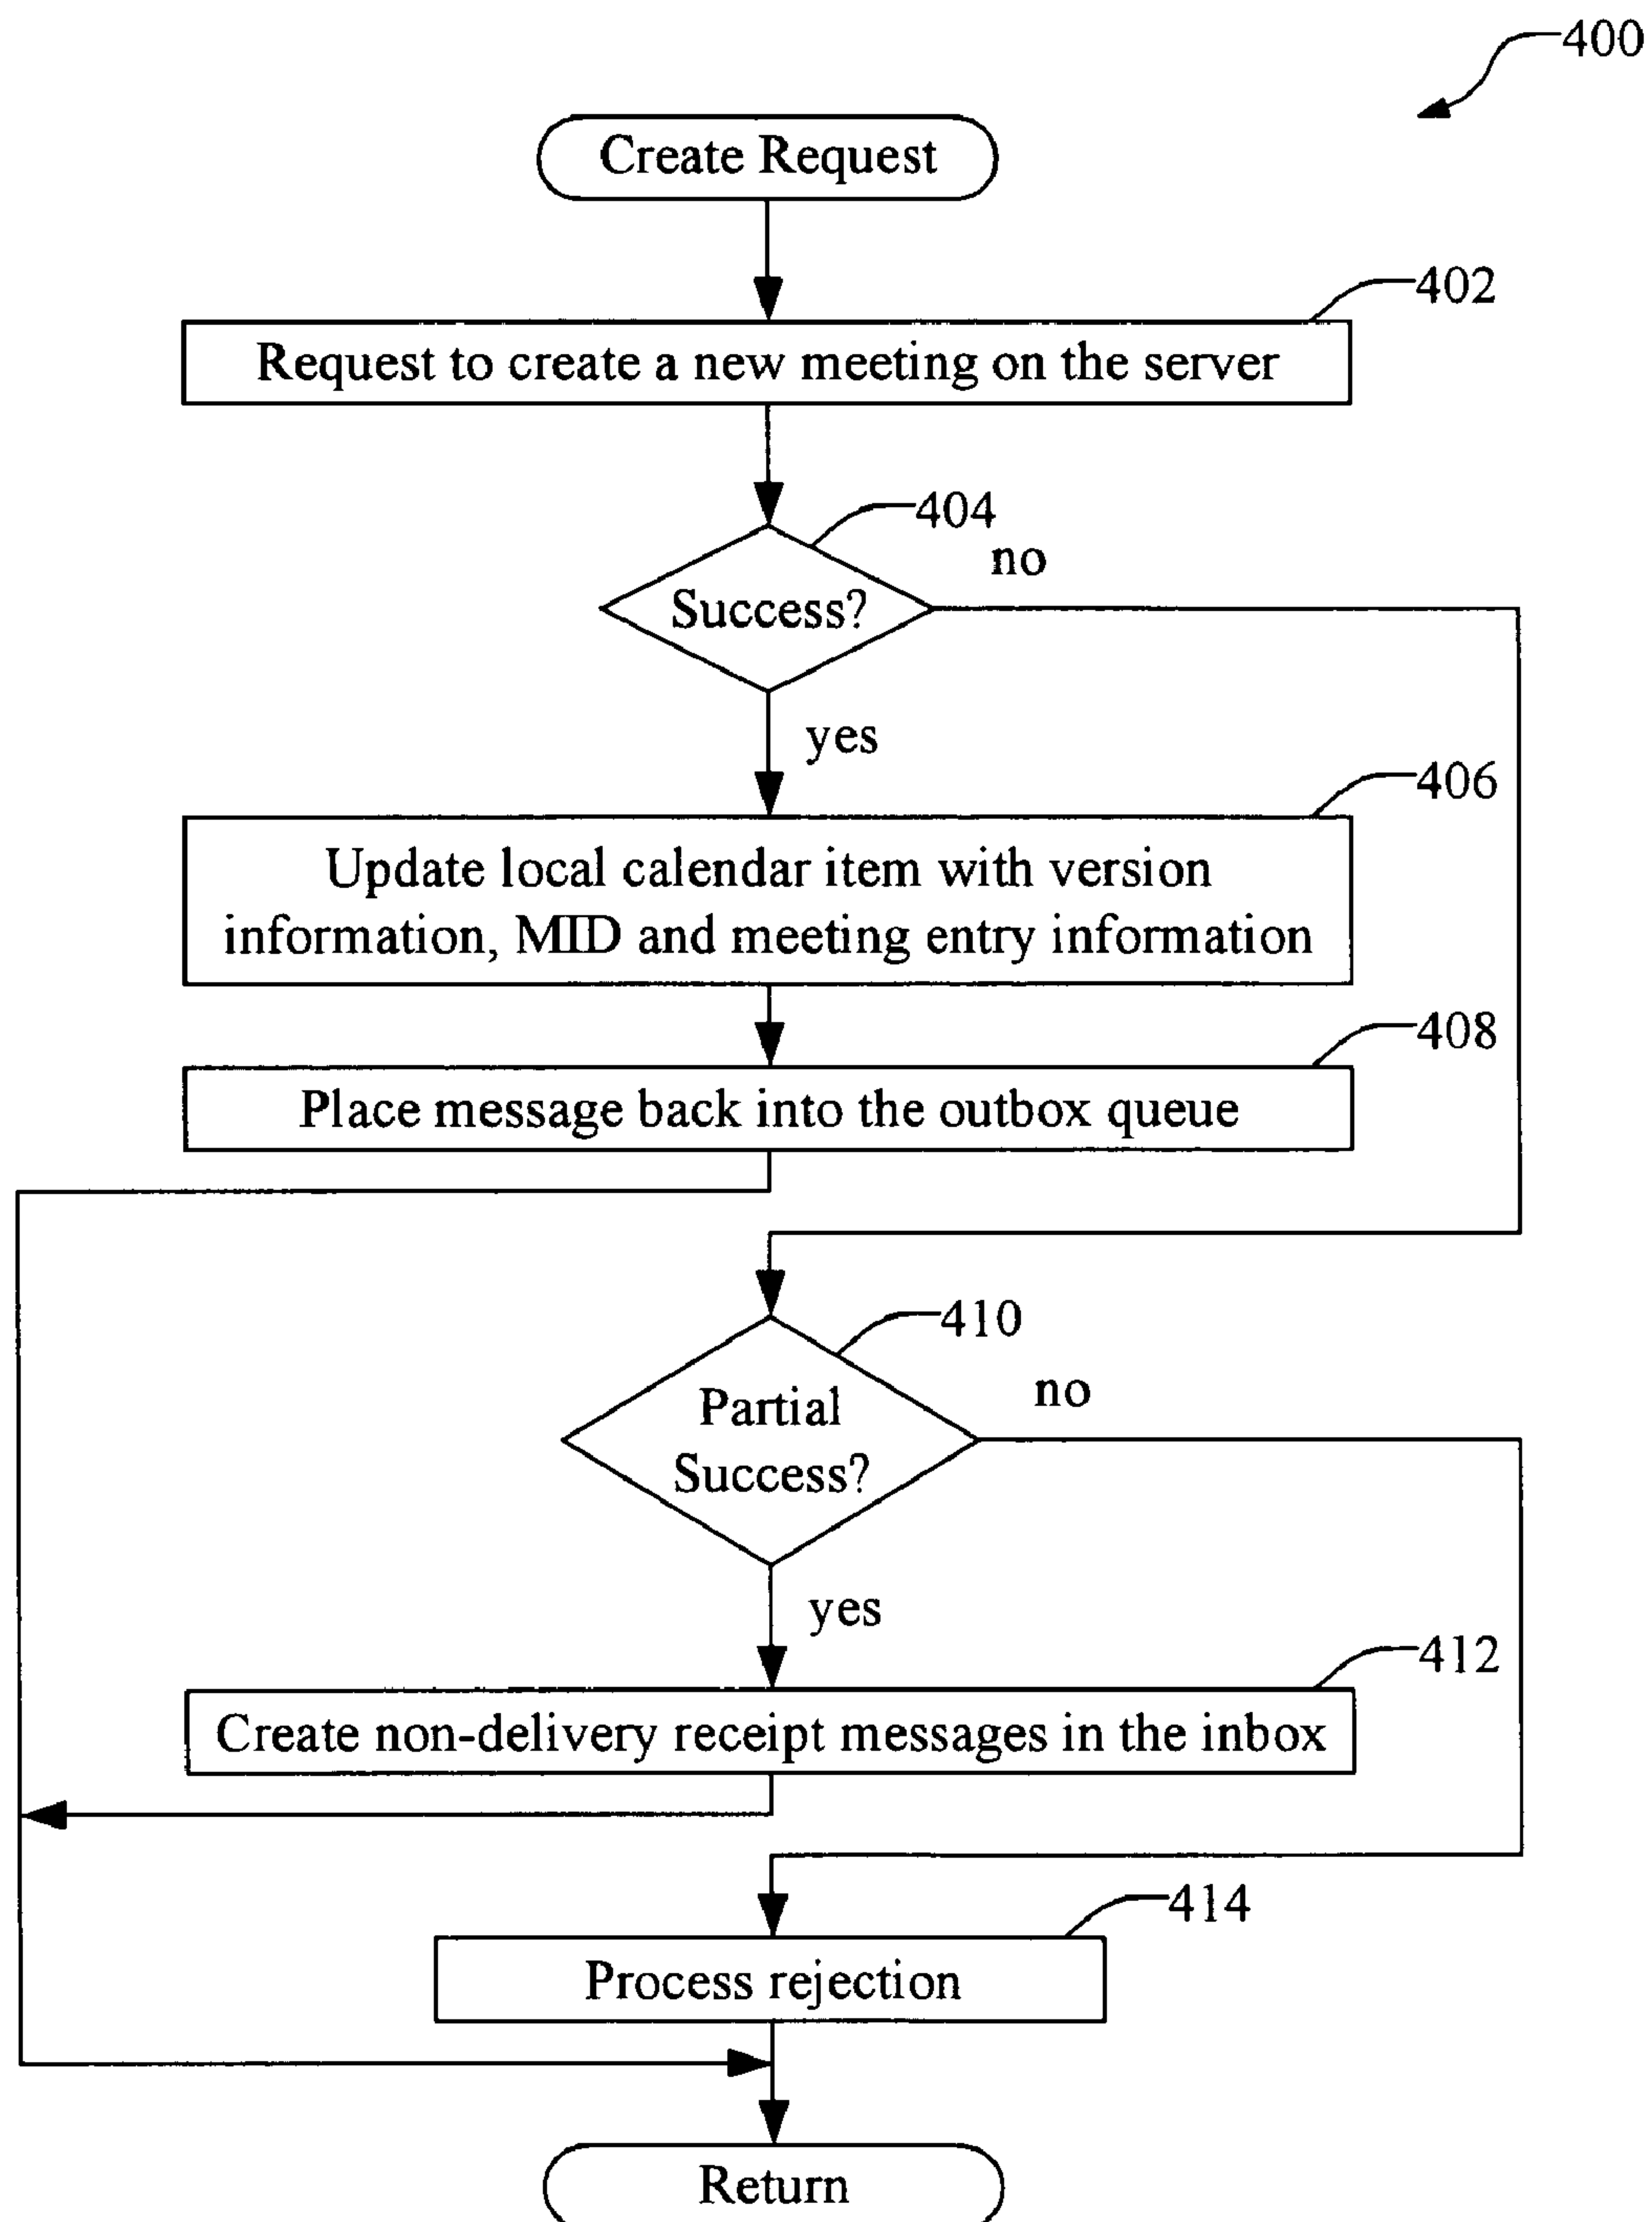 400
Create Request
402
Request to create a new meeting on the server
404
no
Success?
yes
406
Update local calendar item with version
information, MID and meeting entry information
408
Place message back into the outbox queue
410
no
Partial
Success?
yes
412
Create non-delivery receipt messages in the inbox
414
Process rejection
Return